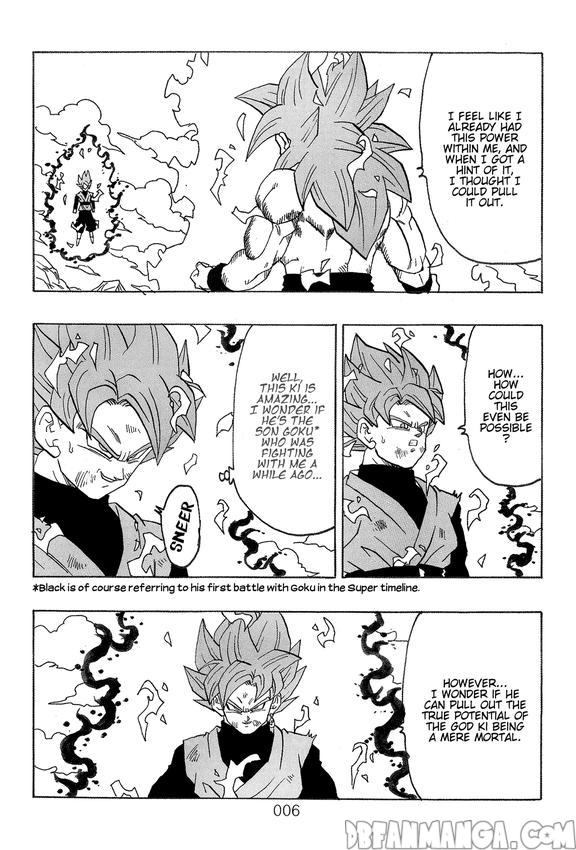 I FEEL LIKE I
ALREADY HAD
THIS POWER
WITHIN ME, AND
WHEN I GOT A
HINT OF IT,
I THOUGHT I
COULD PULL
IT OUT.
HOW...
HOW
COULD
THIS
EVEN BE
POSSIBLE
?
WELL,
THIS KI IS
AMAZING...
I WONDER IF
HE'S THE
"SON GOKU"
WHO WAS
FIGHTING
WITH ME A
WHILE AGO...
SNEER
*Black is of course referring to his first battle with Goku in the Super timeline.
HOWEVER...
I WONDER IF HE
CAN PULL OUT THE
TRUE POTENTIAL OF
THE GOD KI BEING
A MERE MORTAL.
006
DBFANMANGA.COM